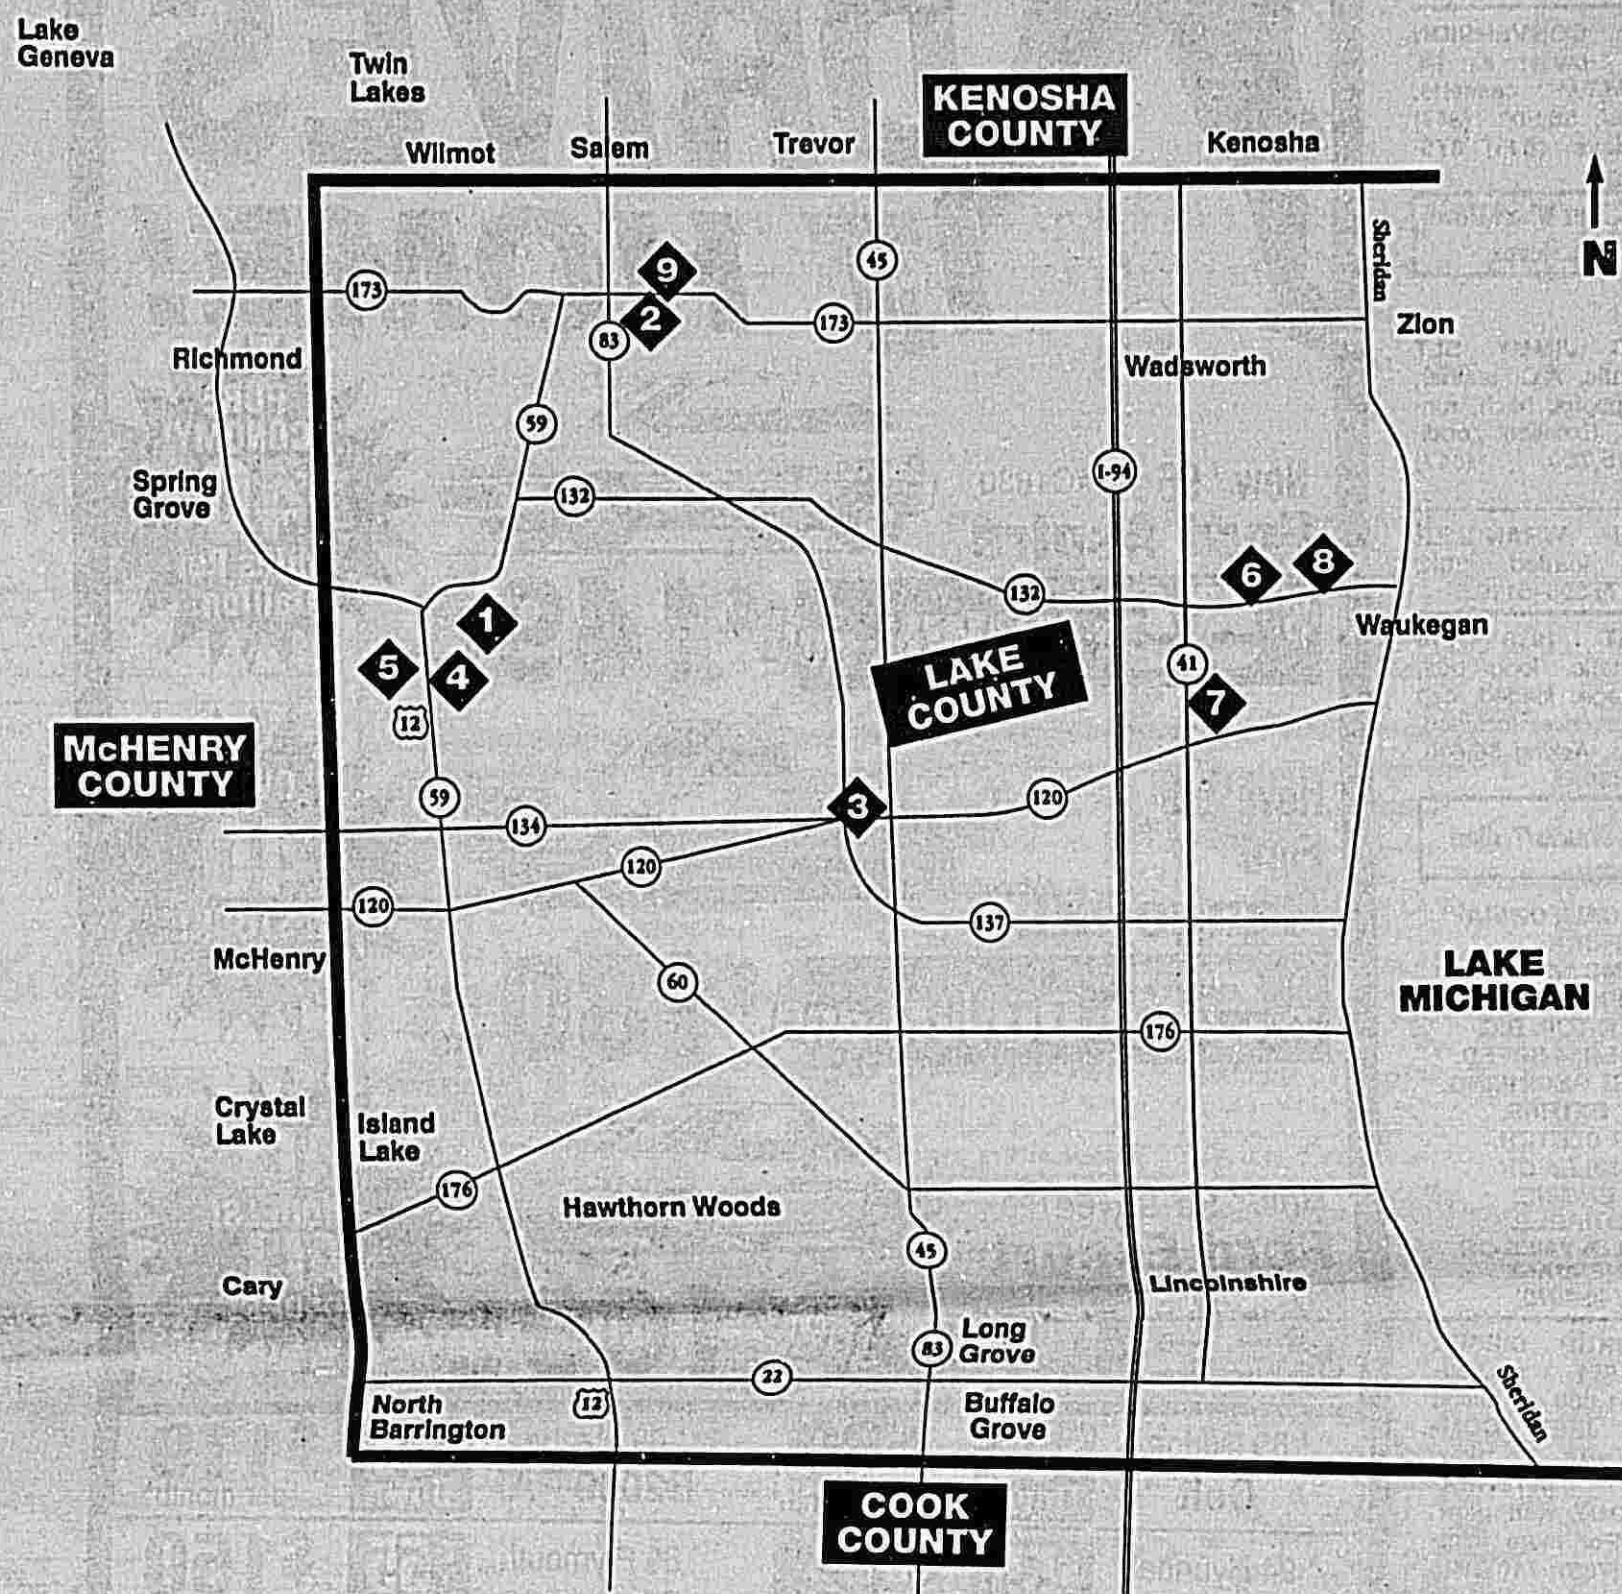 Lake
Geneva
Twin
Lakes
KENOSHA
COUNTY
Wilmot
Salem
Trevor
Kenosha
N
Sheridan
45
9
173
2
173
83
Zion
Richmond
Wadsworth
59
I-94
Spring
Grove
132
6
8
132
1
Waukegan
5
4
LAKE
COUNTY
41
7
12
McHENRY
COUNTY
59
134
3
120
120
120
137
McHenry
LAKE
MICHIGAN
60
176
Crystal
Lake
Island
Lake
176
Hawthorn Woods
45
Cary
Lincolnshire
Long
Grove
83
22
North
Barrington
12
Buffalo
Grove
Sheridan
COOK
COUNTY